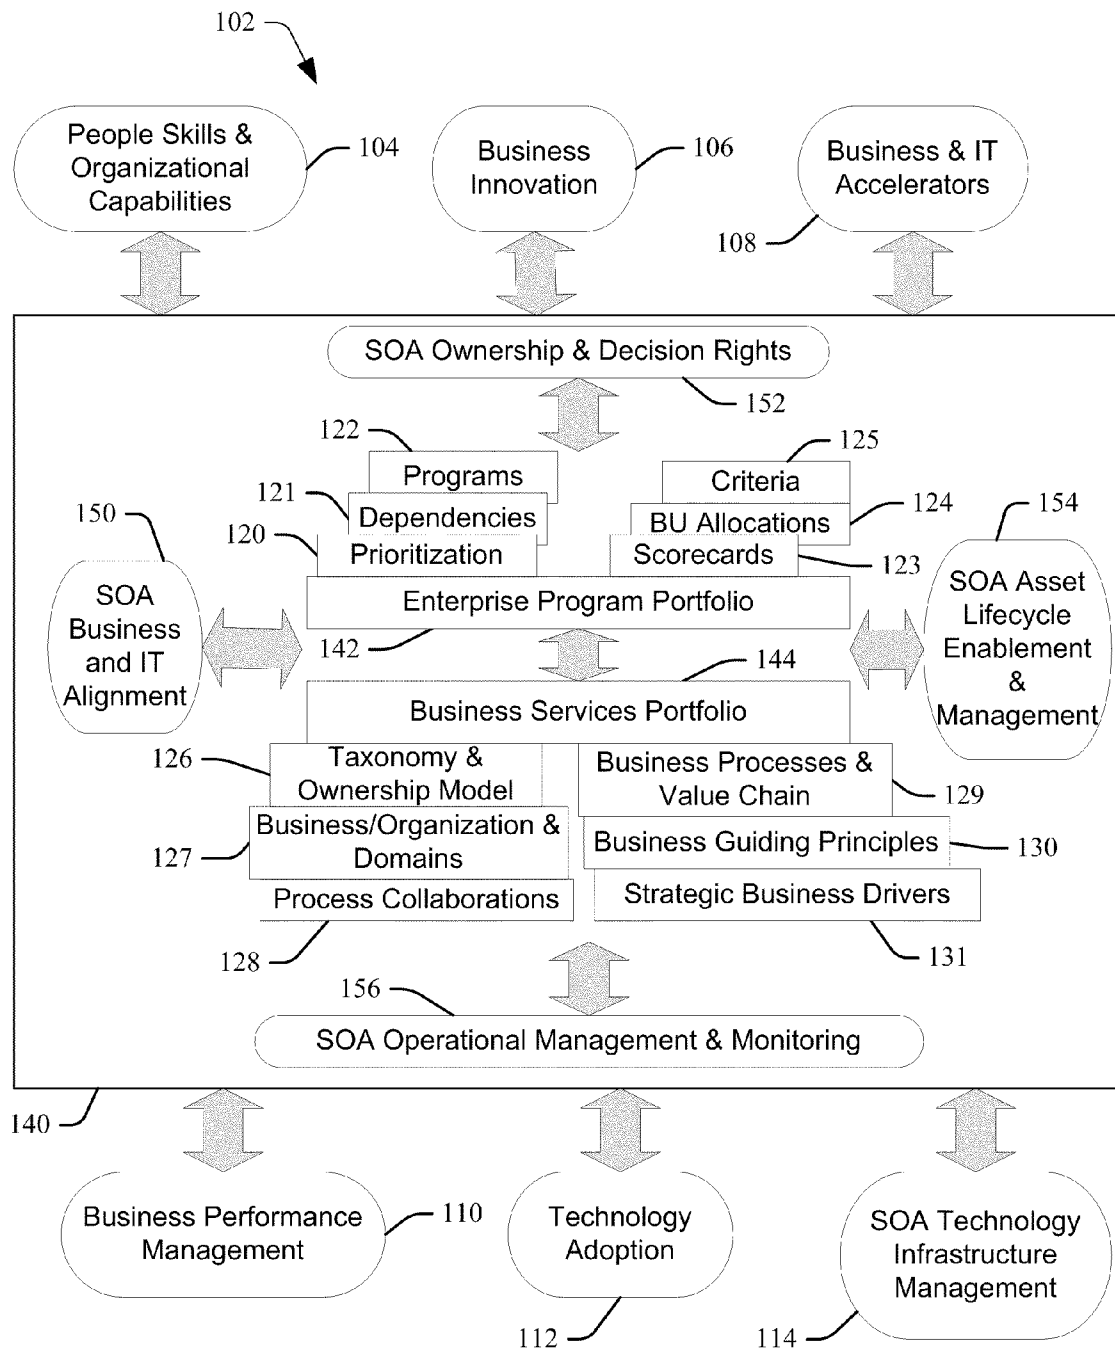 102
People Skills &
Organizational
Capabilities
104
Business
Innovation
106
Business & IT
Accelerators
108
SOA Ownership & Decision Rights
152
122
Programs
121
Dependencies
120
Prioritization
125
Criteria
BU Allocations
124
Scorecards
123
150
SOA
Business
and IT
Alignment
154
SOA Asset
Lifecycle
Enablement
&
Management
Enterprise Program Portfolio
142
144
Business Services Portfolio
126
Taxonomy &
Ownership Model
Business Processes &
Value Chain
129
127
Business/Organization &
Domains
Business Guiding Principles
130
Process Collaborations
128
Strategic Business Drivers
131
156
SOA Operational Management & Monitoring
140
Business Performance
Management
110
Technology
Adoption
112
SOA Technology
Infrastructure
Management
114